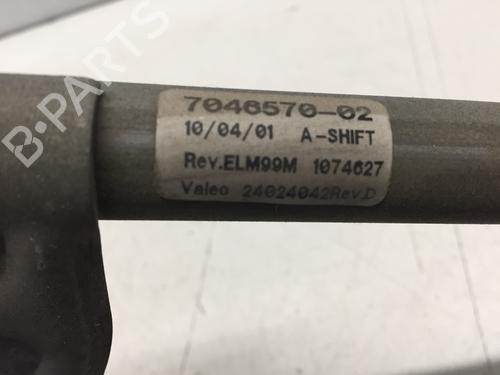 7046570-02
10/04/01 A-SHIFT
Rev.ELM99M 1074627
Valeo 24024042Rev.D
B-PARTS